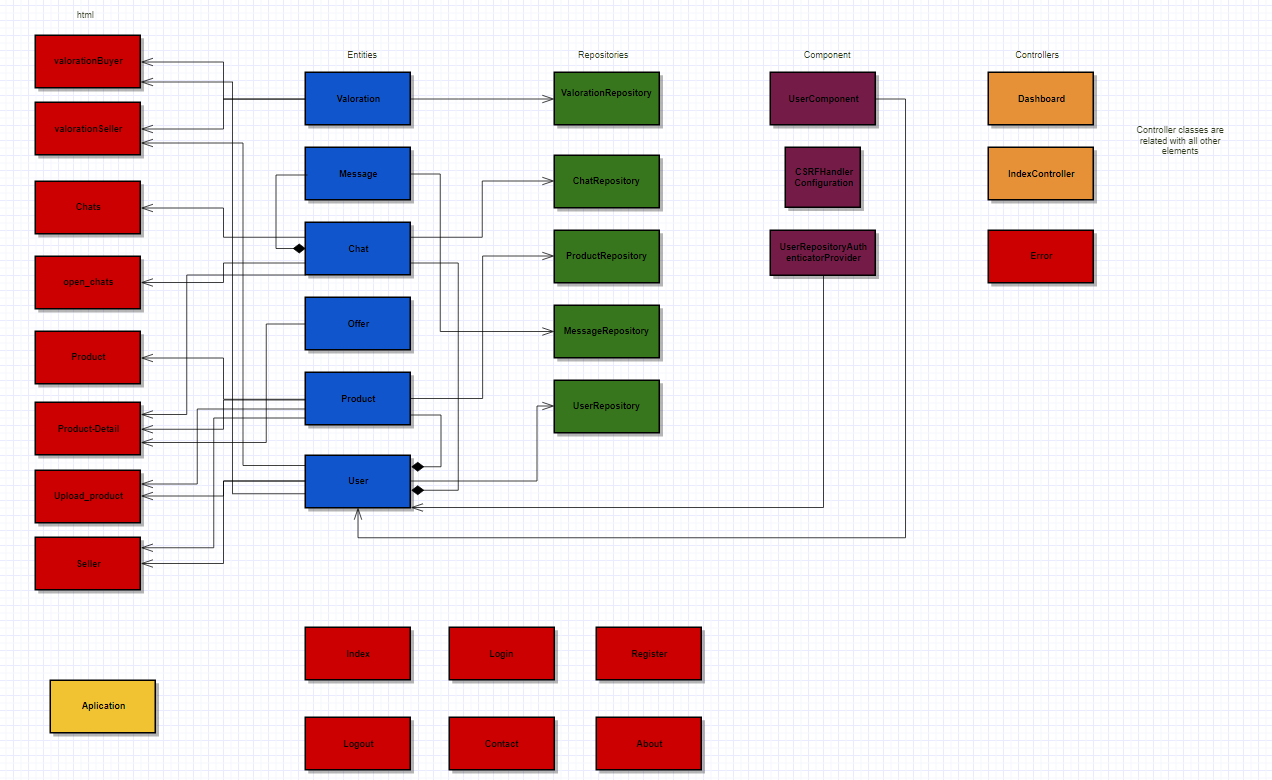 html
valorationBuyer
valorationSeller
Chats
open_chats
Product
Product-Detail
Upload_product
Seller
Entities
Valoration
Message
Chat
Offer
Product
User
Repositories
ValorationRepository
ChatRepository
ProductRepository
MessageRepository
UserRepository
Component
UserComponent
CSRFHandler
Configuration
UserRepositoryAuth
enticatorProvider
Controllers
Dashboard
IndexController
Error
Controller classes are
related with all other
elements
Index
Login
Register
Aplication
Logout
Contact
About